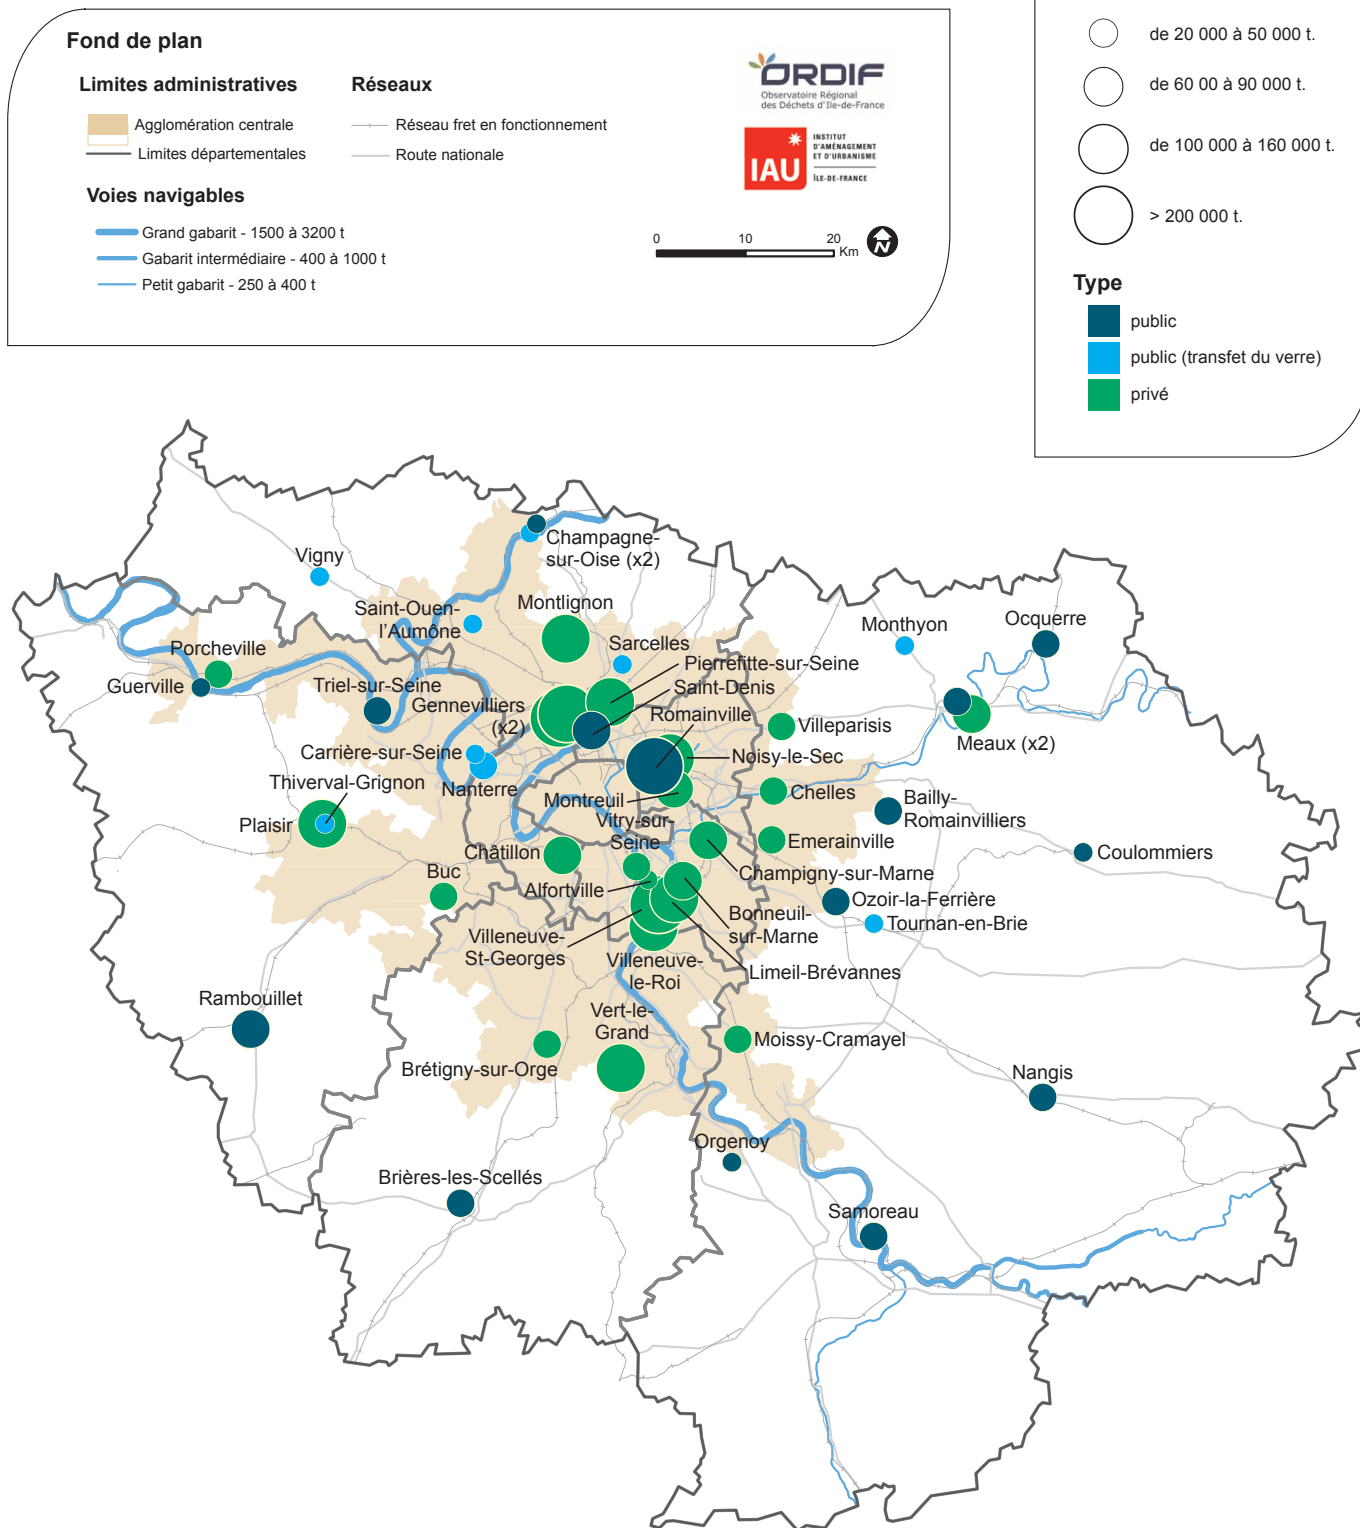 Fond de plan
Limites administratives
Réseaux
Agglomération centrale
Réseau fret en fonctionnement
Limites départementales
Route nationale
Voies navigables
Grand gabarit - 1500 à 3200 t
Gabarit intermédiaire - 400 à 1000 t
Petit gabarit - 250 à 400 t
ORDIF
Observatoire Régional
des Déchets d'Ile-de-France
IAU
INSTITUT
D'AMÉNAGEMENT
ET D'URBANISME
ÎLE-DE-FRANCE
0 10 20
Km
N
de 20 000 à 50 000 t.
de 60 00 à 90 000 t.
de 100 000 à 160 000 t.
> 200 000 t.
Type
public
public (transfet du verre)
privé
Champagne-
sur-Oise (x2)
Vigny
Saint-Ouen-
l'Aumône
Montlignon
Sarcelles
Monthyon
Ocquerre
Porcheville
Guerville
Triel-sur-Seine
Pierrefitte-sur-Seine
Saint-Denis
Gennevilliers
(x2)
Romainville
Villeparisis
Meaux (x2)
Carrière-sur-Seine
Noisy-le-Sec
Thiverval-Grignon
Nanterre
Montreuil
Chelles
Bailly-
Romainvilliers
Plaisir
Vitry-sur-
Seine
Emerainville
Châtillon
Coulommiers
Buc
Champigny-sur-Marne
Alfortville
Ozoir-la-Ferrière
Bonneuil-
sur-Marne
Tournan-en-Brie
Villeneuve-
St-Georges
Villeneuve-
le-Roi
Limeil-Brévannes
Rambouillet
Vert-le-
Grand
Moissy-Cramayel
Brétigny-sur-Orge
Nangis
Orgenoy
Brières-les-Scellés
Samoreau